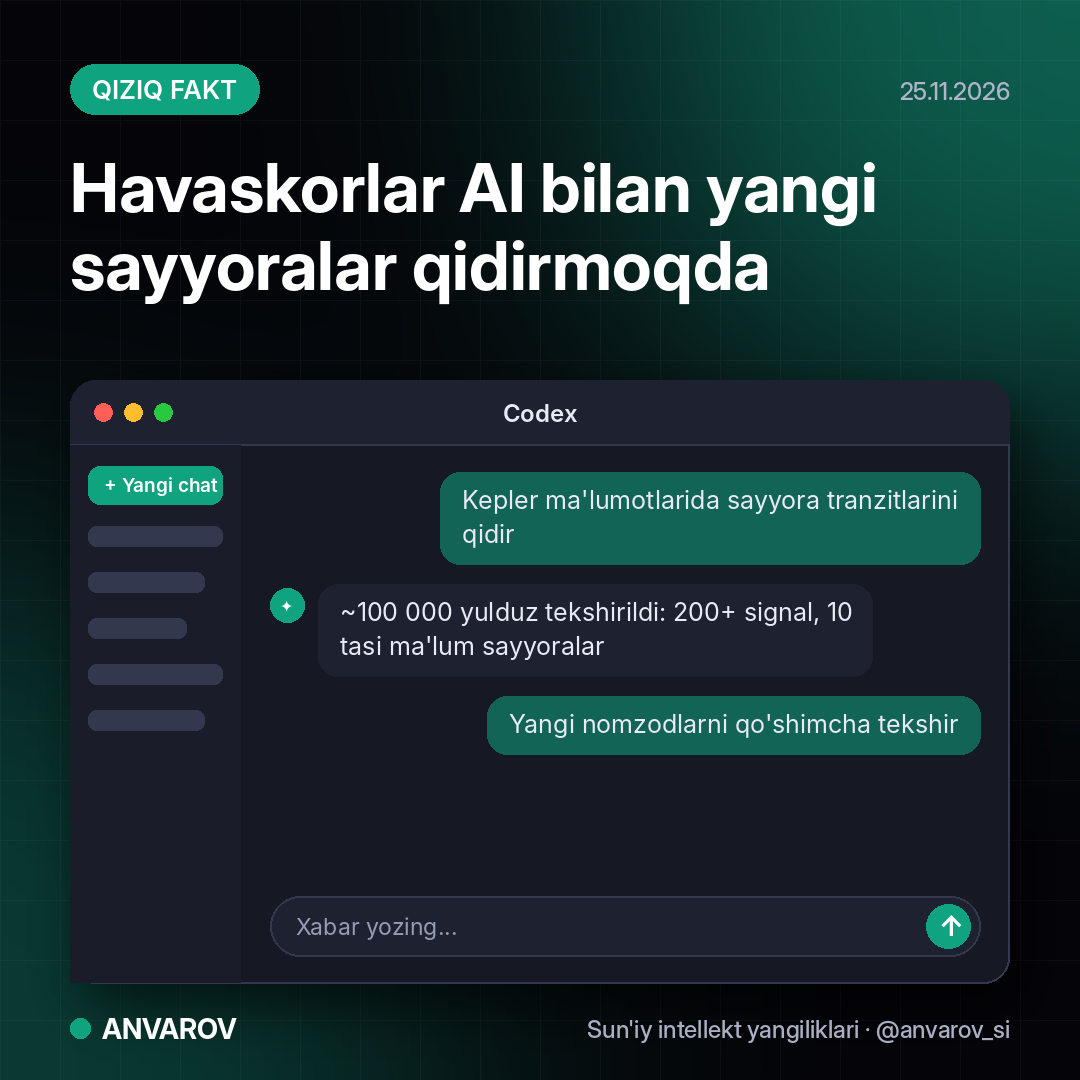 QIZIQ FAKT
25.11.2026
Havaskorlar AI bilan yangi
sayyoralar qidirmoqda
Codex
+ Yangi chat
Kepler ma'lumotlarida sayyora tranzitlarini
qidir
~100 000 yulduz tekshirildi: 200+ signal, 10
tasi ma'lum sayyoralar
Yangi nomzodlarni qo'shimcha tekshir
Xabar yozing...
ANVAROV
Sun'iy intellekt yangiliklari · @anvarov_si